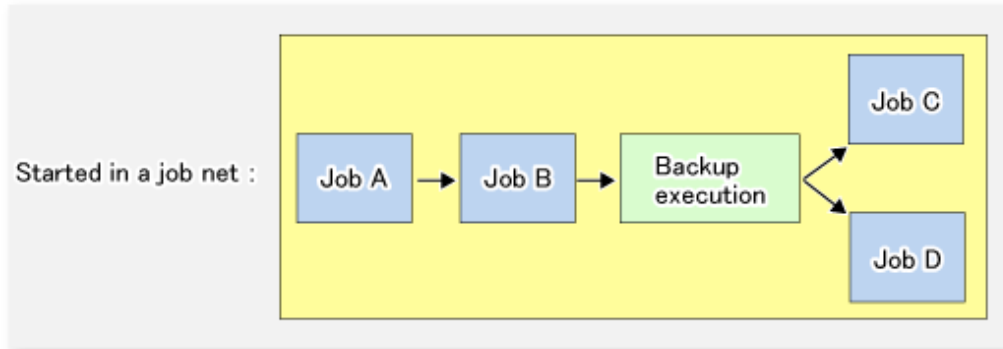 Started in a job net :
Job A
Job B
Backup
execution
Job C
Job D